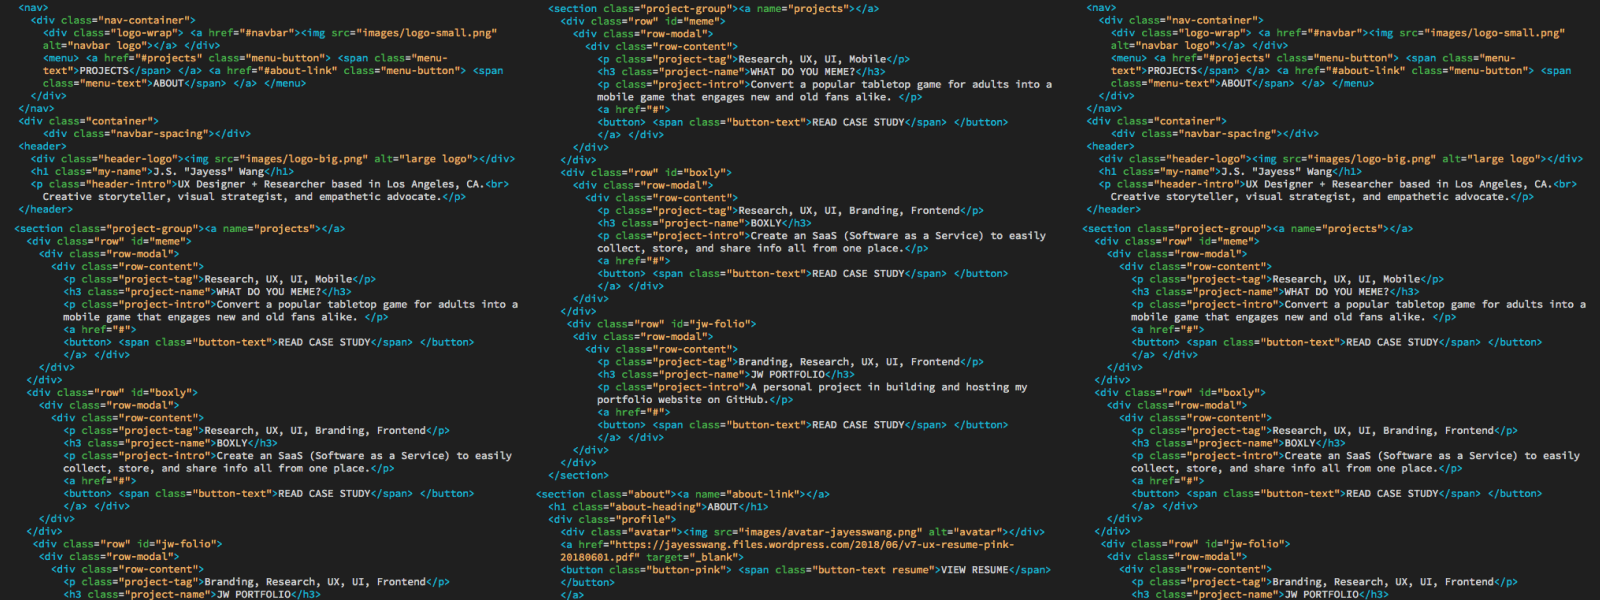 <nav>
<div class="nav-container">
<div class="logo-wrap"> <a href="#navbar"><img src="images/logo-small.png"
alt="navbar logo"></a> </div>
<menu> <a href="#projects" class="menu-button"> <span class="menu-
text">PROJECTS</span> </a> <a href="#about-link" class="menu-button"> <span
class="menu-text">ABOUT</span> </a> </menu>
</div>
</nav>
<div class="container">
<div class="navbar-spacing"></div>
<header>
<div class="header-logo"><img src="images/logo-big.png" alt="large logo"></div>
<h1 class="my-name">J.S. "Jayess" Wang</h1>
<p class="header-intro">UX Designer + Researcher based in Los Angeles, CA.<br>
Creative storyteller, visual strategist, and empathetic advocate.</p>
</header>
<section class="project-group"><a name="projects"></a>
<div class="row" id="meme">
<div class="row-modal">
<div class="row-content">
<p class="project-tag">Research, UX, UI, Mobile</p>
<h3 class="project-name">WHAT DO YOU MEME?</h3>
<p class="project-intro">Convert a popular tabletop game for adults into a
mobile game that engages new and old fans alike. </p>
<a href="#">
<button> <span class="button-text">READ CASE STUDY</span> </button>
</a> </div>
</div>
</div>
<div class="row" id="boxly">
<div class="row-modal">
<div class="row-content">
<p class="project-tag">Research, UX, UI, Branding, Frontend</p>
<h3 class="project-name">BOXLY</h3>
<p class="project-intro">Create an SaaS (Software as a Service) to easily
collect, store, and share info all from one place.</p>
<a href="#">
<button> <span class="button-text">READ CASE STUDY</span> </button>
</a> </div>
</div>
</div>
<div class="row" id="jw-folio">
<div class="row-modal">
<div class="row-content">
<p class="project-tag">Branding, Research, UX, UI, Frontend</p>
<h3 class="project-name">JW PORTFOLIO</h3>
<section class="project-group"><a name="projects"></a>
<div class="row" id="meme">
<div class="row-modal">
<div class="row-content">
<p class="project-tag">Research, UX, UI, Mobile</p>
<h3 class="project-name">WHAT DO YOU MEME?</h3>
<p class="project-intro">Convert a popular tabletop game for adults into a
mobile game that engages new and old fans alike. </p>
<a href="#">
<button> <span class="button-text">READ CASE STUDY</span> </button>
</a> </div>
</div>
</div>
<div class="row" id="boxly">
<div class="row-modal">
<div class="row-content">
<p class="project-tag">Research, UX, UI, Branding, Frontend</p>
<h3 class="project-name">BOXLY</h3>
<p class="project-intro">Create an SaaS (Software as a Service) to easily
collect, store, and share info all from one place.</p>
<a href="#">
<button> <span class="button-text">READ CASE STUDY</span> </button>
</a> </div>
</div>
</div>
<div class="row" id="jw-folio">
<div class="row-modal">
<div class="row-content">
<p class="project-tag">Branding, Research, UX, UI, Frontend</p>
<h3 class="project-name">JW PORTFOLIO</h3>
<p class="project-intro">A personal project in building and hosting my
portfolio website on GitHub.</p>
<a href="#">
<button> <span class="button-text">READ CASE STUDY</span> </button>
</a> </div>
</div>
</div>
</section>
<section class="about"><a name="about-link"></a>
<h1 class="about-heading">ABOUT</h1>
<div class="profile">
<div class="avatar"><img src="images/avatar-jayesswang.png" alt="avatar"></div>
<a href="https://jayesswang.files.wordpress.com/2018/06/v7-ux-resume-pink-
20180601.pdf" target="_blank">
<button class="button-pink"> <span class="button-text resume">VIEW RESUME</span>
</button>
</a>
<nav>
<div class="nav-container">
<div class="logo-wrap"> <a href="#navbar"><img src="images/logo-small.png"
alt="navbar logo"></a> </div>
<menu> <a href="#projects" class="menu-button"> <span class="menu-
text">PROJECTS</span> </a> <a href="#about-link" class="menu-button"> <span
class="menu-text">ABOUT</span> </a> </menu>
</div>
</nav>
<div class="container">
<div class="navbar-spacing"></div>
<header>
<div class="header-logo"><img src="images/logo-big.png" alt="large logo"></div>
<h1 class="my-name">J.S. "Jayess" Wang</h1>
<p class="header-intro">UX Designer + Researcher based in Los Angeles, CA.<br>
Creative storyteller, visual strategist, and empathetic advocate.</p>
</header>
<section class="project-group"><a name="projects"></a>
<div class="row" id="meme">
<div class="row-modal">
<div class="row-content">
<p class="project-tag">Research, UX, UI, Mobile</p>
<h3 class="project-name">WHAT DO YOU MEME?</h3>
<p class="project-intro">Convert a popular tabletop game for adults into a
mobile game that engages new and old fans alike. </p>
<a href="#">
<button> <span class="button-text">READ CASE STUDY</span> </button>
</a> </div>
</div>
</div>
<div class="row" id="boxly">
<div class="row-modal">
<div class="row-content">
<p class="project-tag">Research, UX, UI, Branding, Frontend</p>
<h3 class="project-name">BOXLY</h3>
<p class="project-intro">Create an SaaS (Software as a Service) to easily
collect, store, and share info all from one place.</p>
<a href="#">
<button> <span class="button-text">READ CASE STUDY</span> </button>
</a> </div>
</div>
</div>
<div class="row" id="jw-folio">
<div class="row-modal">
<div class="row-content">
<p class="project-tag">Branding, Research, UX, UI, Frontend</p>
<h3 class="project-name">JW PORTFOLIO</h3>